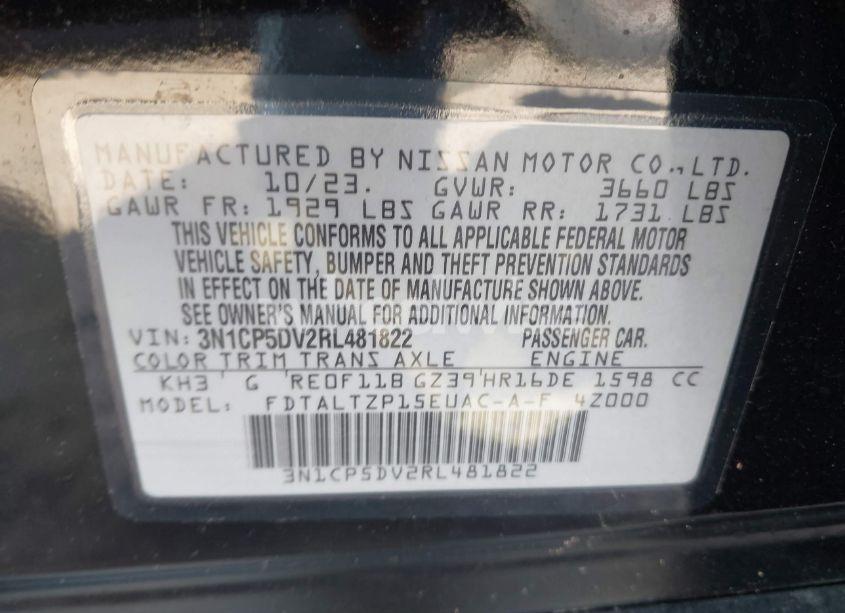 MANUFACTURED BY NISSAN MOTOR CO.,LTD.
DATE: 10/23. GVWR: 3660 LBS
GAWR FR: 1929 LBS GAWR RR: 1731 LBS
THIS VEHICLE CONFORMS TO ALL APPLICABLE FEDERAL MOTOR
VEHICLE SAFETY, BUMPER AND THEFT PREVENTION STANDARDS
IN EFFECT ON THE DATE OF MANUFACTURE SHOWN ABOVE.
SEE OWNER'S MANUAL FOR ADDITIONAL INFORMATION.
VIN: 3N1CP5DV2RL481822 PASSENGER CAR.
COLOR TRIM TRANS AXLE ENGINE
KH3 G RE0F11B GZ39 HR16DE 1598 CC
MODEL: FDTALTZP15EUAC-A-F 4Z000
3N1CP5DV2RL481822